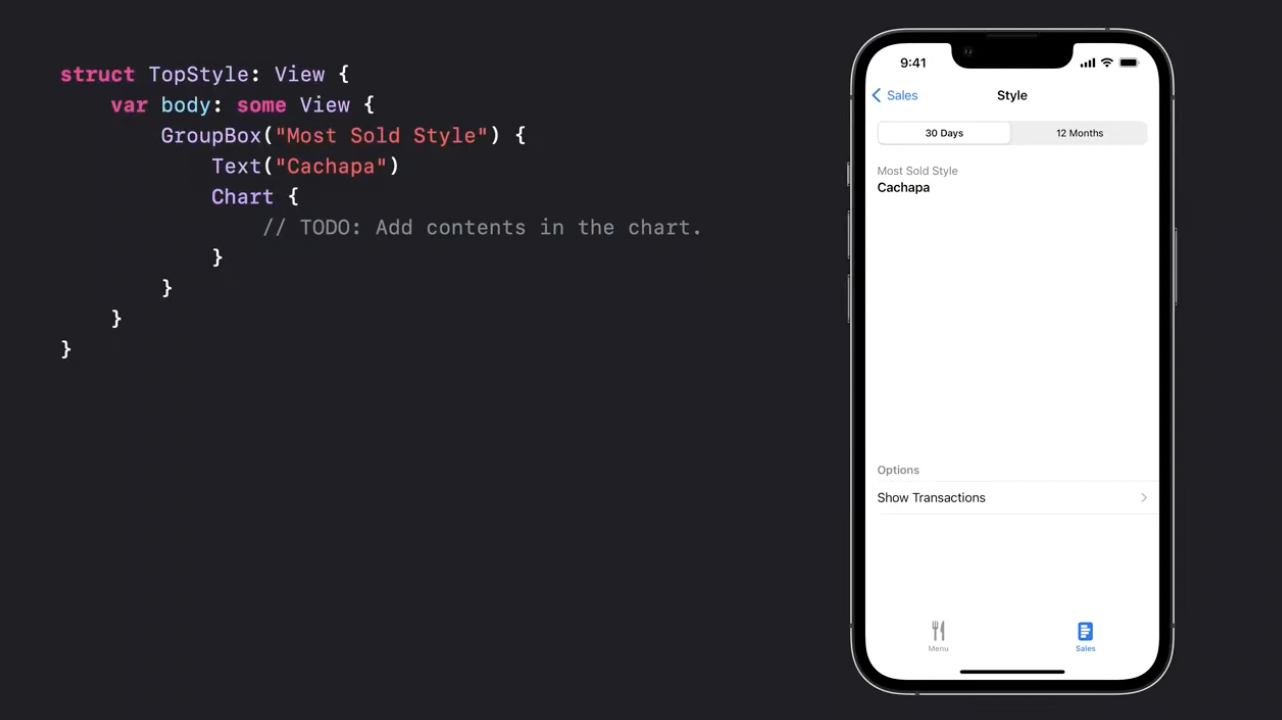 struct TopStyle: View {
var body: some View {
GroupBox("Most Sold Style") {
Text("Cachapa")
Chart {
// TODO: Add contents in the chart.
}
}
}
}
9:41
Sales
Style
30 Days
12 Months
Most Sold Style
Cachapa
Options
Show Transactions
Menu
Sales